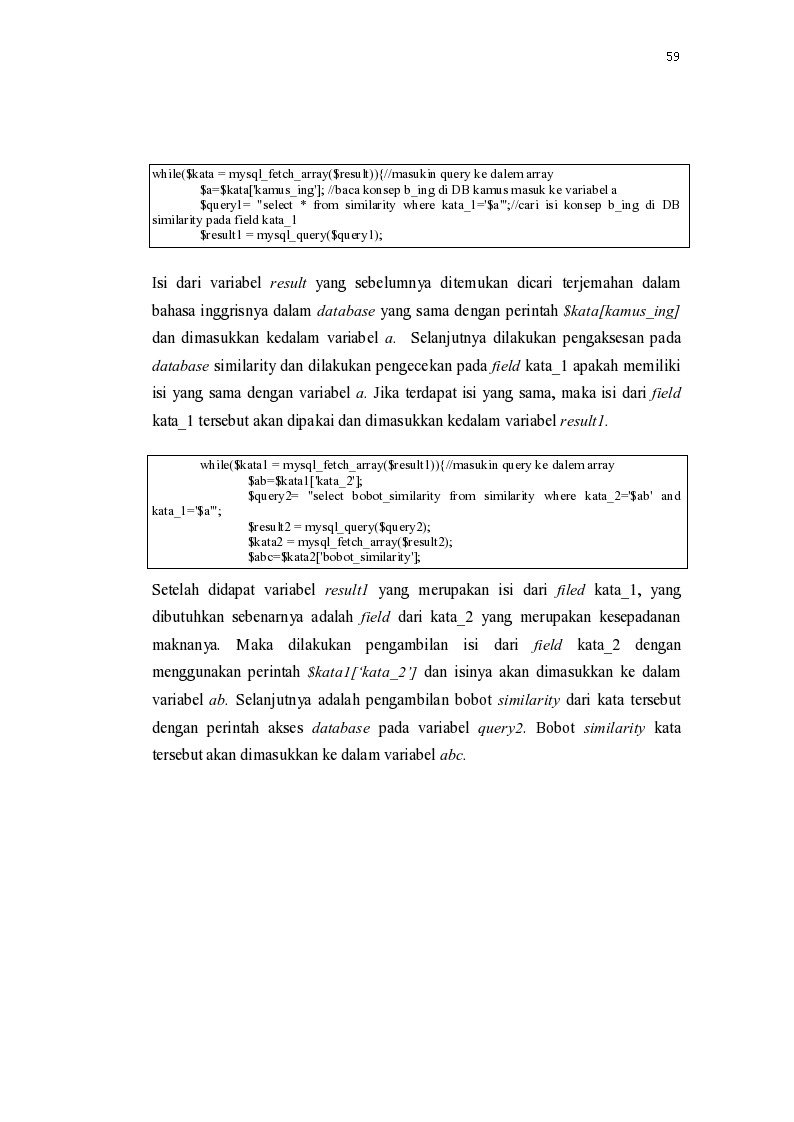 59
while($kata = mysql_fetch_array($result)){//masukin query ke dalem array
$a=$kata['kamus_ing']; //baca konsep b_ing di DB kamus masuk ke variabel a
$query1= "select * from similarity where kata_1='$a'";//cari isi konsep b_ing di DB
similarity pada field kata_1
$result1 = mysql_query($query1);
Isi dari variabel result yang sebelumnya ditemukan dicari terjemahan dalam
bahasa inggrisnya dalam database yang sama dengan perintah $kata[kamus_ing]
dan dimasukkan kedalam variabel a. Selanjutnya dilakukan pengaksesan pada
database similarity dan dilakukan pengecekan pada field kata_1 apakah memiliki
isi yang sama dengan variabel a. Jika terdapat isi yang sama, maka isi dari field
kata_1 tersebut akan dipakai dan dimasukkan kedalam variabel result1.
while($kata1 = mysql_fetch_array($result1)){//masukin query ke dalem array
$ab=$kata1['kata_2'];
$query2= "select bobot_similarity from similarity where kata_2='$ab' and
kata_1='$a'";
$result2 = mysql_query($query2);
$kata2 = mysql_fetch_array($result2);
$abc=$kata2['bobot_similarity'];
Setelah didapat variabel result1 yang merupakan isi dari filed kata_1, yang
dibutuhkan sebenarnya adalah field dari kata_2 yang merupakan kesepadanan
maknanya. Maka dilakukan pengambilan isi dari field kata_2 dengan
menggunakan perintah $kata1[‘kata_2’] dan isinya akan dimasukkan ke dalam
variabel ab. Selanjutnya adalah pengambilan bobot similarity dari kata tersebut
dengan perintah akses database pada variabel query2. Bobot similarity kata
tersebut akan dimasukkan ke dalam variabel abc.